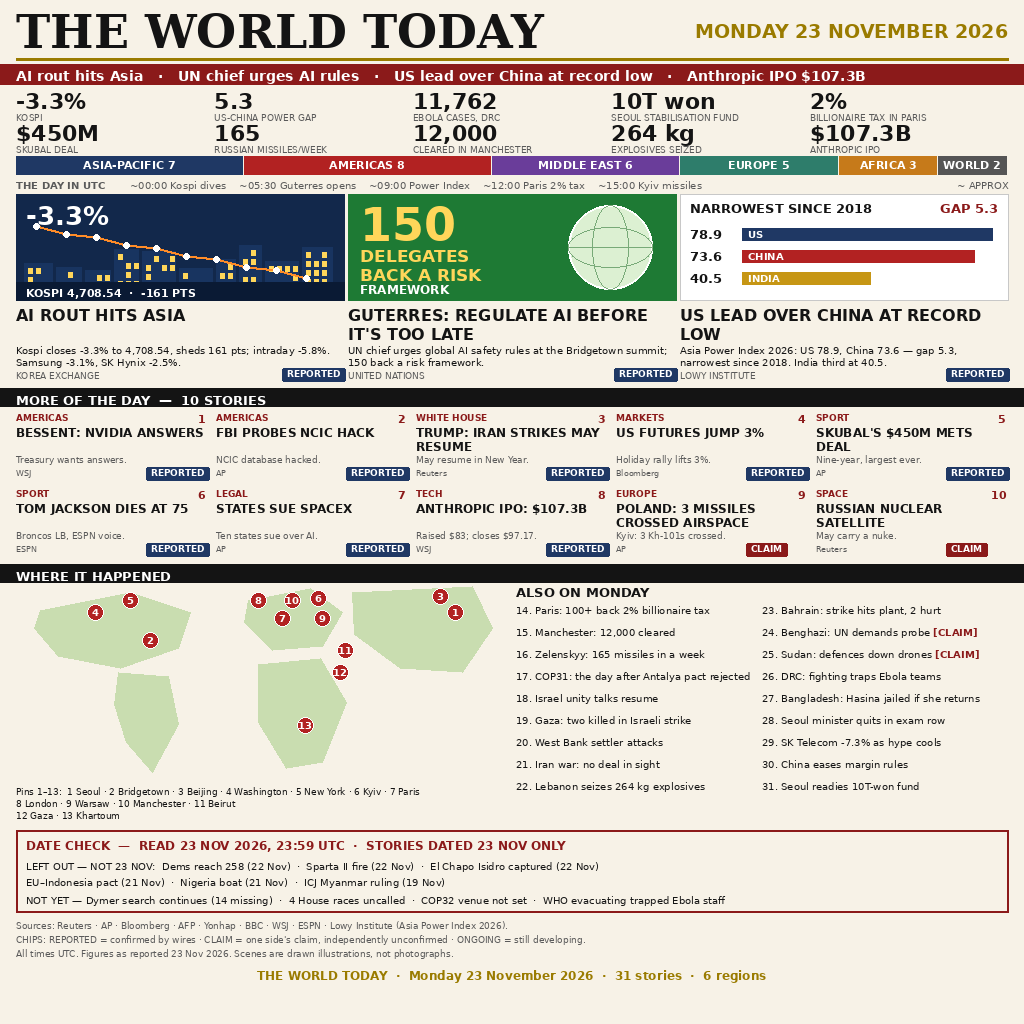 THE WORLD TODAY
MONDAY 23 NOVEMBER 2026
AI rout hits Asia · UN chief urges AI rules · US lead over China at record low · Anthropic IPO $107.3B
-3.3%
KOSPI
5.3
US-CHINA POWER GAP
11,762
EBOLA CASES, DRC
10T won
SEOUL STABILISATION FUND
2%
BILLIONAIRE TAX IN PARIS
$450M
SKUBAL DEAL
165
RUSSIAN MISSILES/WEEK
12,000
CLEARED IN MANCHESTER
264 kg
EXPLOSIVES SEIZED
$107.3B
ANTHROPIC IPO
ASIA-PACIFIC 7
AMERICAS 8
MIDDLE EAST 6
EUROPE 5
AFRICA 3
WORLD 2
THE DAY IN UTC
~00:00 Kospi dives
~05:30 Guterres opens
~09:00 Power Index
~12:00 Paris 2% tax
~15:00 Kyiv missiles
~ APPROX
-3.3%
KOSPI 4,708.54 · -161 PTS
150
DELEGATES
BACK A RISK
FRAMEWORK
NARROWEST SINCE 2018
GAP 5.3
78.9
US
73.6
CHINA
40.5
INDIA
AI ROUT HITS ASIA
Kospi closes -3.3% to 4,708.54, sheds 161 pts; intraday -5.8%.
Samsung -3.1%, SK Hynix -2.5%.
KOREA EXCHANGE
REPORTED
GUTERRES: REGULATE AI BEFORE
IT'S TOO LATE
UN chief urges global AI safety rules at the Bridgetown summit;
150 back a risk framework.
UNITED NATIONS
REPORTED
US LEAD OVER CHINA AT RECORD
LOW
Asia Power Index 2026: US 78.9, China 73.6 — gap 5.3,
narrowest since 2018. India third at 40.5.
LOWY INSTITUTE
REPORTED
MORE OF THE DAY — 10 STORIES
AMERICAS
1
BESSENT: NVIDIA ANSWERS
Treasury wants answers.
WSJ
REPORTED
AMERICAS
2
FBI PROBES NCIC HACK
NCIC database hacked.
AP
REPORTED
WHITE HOUSE
3
TRUMP: IRAN STRIKES MAY
RESUME
May resume in New Year.
Reuters
REPORTED
MARKETS
4
US FUTURES JUMP 3%
Holiday rally lifts 3%.
Bloomberg
REPORTED
SPORT
5
SKUBAL'S $450M METS
DEAL
Nine-year, largest ever.
AP
REPORTED
SPORT
6
TOM JACKSON DIES AT 75
Broncos LB, ESPN voice.
ESPN
REPORTED
LEGAL
7
STATES SUE SPACEX
Ten states sue over AI.
AP
REPORTED
TECH
8
ANTHROPIC IPO: $107.3B
Raised $83; closes $97.17.
WSJ
REPORTED
EUROPE
9
POLAND: 3 MISSILES
CROSSED AIRSPACE
Kyiv: 3 Kh-101s crossed.
AP
CLAIM
SPACE
10
RUSSIAN NUCLEAR
SATELLITE
May carry a nuke.
Reuters
CLAIM
WHERE IT HAPPENED
5
4
2
8
10
6
7
9
3
1
11
12
13
Pins 1–13: 1 Seoul · 2 Bridgetown · 3 Beijing · 4 Washington · 5 New York · 6 Kyiv · 7 Paris
8 London · 9 Warsaw · 10 Manchester · 11 Beirut
12 Gaza · 13 Khartoum
ALSO ON MONDAY
14. Paris: 100+ back 2% billionaire tax
15. Manchester: 12,000 cleared
16. Zelenskyy: 165 missiles in a week
17. COP31: the day after Antalya pact rejected
18. Israel unity talks resume
19. Gaza: two killed in Israeli strike
20. West Bank settler attacks
21. Iran war: no deal in sight
22. Lebanon seizes 264 kg explosives
23. Bahrain: strike hits plant, 2 hurt
24. Benghazi: UN demands probe [CLAIM]
25. Sudan: defences down drones [CLAIM]
26. DRC: fighting traps Ebola teams
27. Bangladesh: Hasina jailed if she returns
28. Seoul minister quits in exam row
29. SK Telecom -7.3% as hype cools
30. China eases margin rules
31. Seoul readies 10T-won fund
DATE CHECK — READ 23 NOV 2026, 23:59 UTC · STORIES DATED 23 NOV ONLY
LEFT OUT — NOT 23 NOV: Dems reach 258 (22 Nov) · Sparta II fire (22 Nov) · El Chapo Isidro captured (22 Nov)
EU–Indonesia pact (21 Nov) · Nigeria boat (21 Nov) · ICJ Myanmar ruling (19 Nov)
NOT YET — Dymer search continues (14 missing) · 4 House races uncalled · COP32 venue not set · WHO evacuating trapped Ebola staff
Sources: Reuters · AP · Bloomberg · AFP · Yonhap · BBC · WSJ · ESPN · Lowy Institute (Asia Power Index 2026).
CHIPS: REPORTED = confirmed by wires · CLAIM = one side's claim, independently unconfirmed · ONGOING = still developing.
All times UTC. Figures as reported 23 Nov 2026. Scenes are drawn illustrations, not photographs.
THE WORLD TODAY · Monday 23 November 2026 · 31 stories · 6 regions